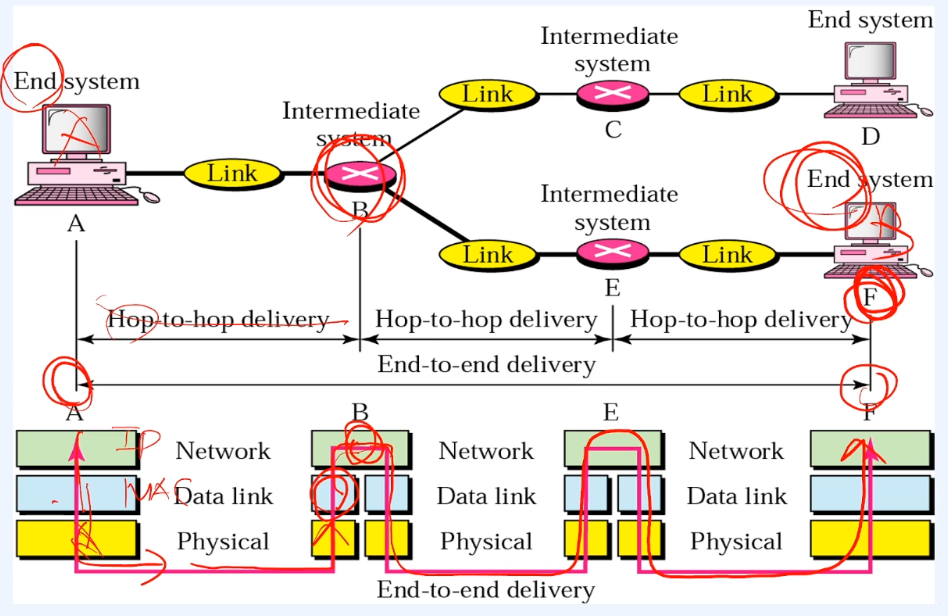 End system
Intermediate
system
End system
Link
Link
C
D
Intermediate
system
Link
B
A
Intermediate
system
End system
Link
Link
E
F
Hop-to-hop delivery
Hop-to-hop delivery
Hop-to-hop delivery
End-to-end delivery
A
B
E
F
IP
Network
Network
Network
MAC
Data link
Data link
Data link
Physical
Physical
Physical
End-to-end delivery